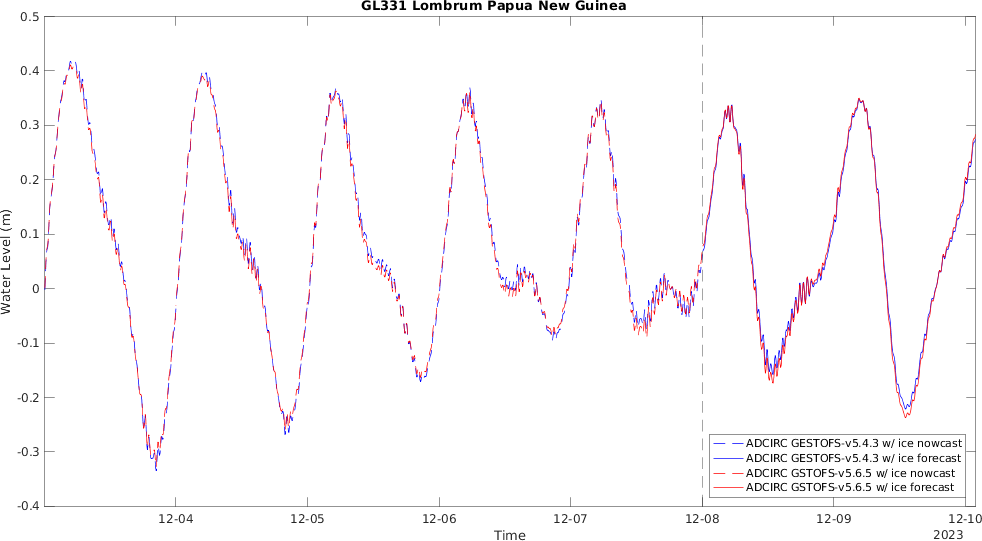 GL331 Lombrum Papua New Guinea
0.5
0.4
0.3
0.2
0.1
0
-0.1
-0.2
-0.3
-0.4
Water Level (m)
ADCIRC GESTOFS-v5.4.3 w/ ice nowcast
ADCIRC GESTOFS-v5.4.3 w/ ice forecast
ADCIRC GSTOFS-v5.6.5 w/ ice nowcast
ADCIRC GSTOFS-v5.6.5 w/ ice forecast
12-04 12-05 12-06 12-07 12-08 12-09 12-10
Time
2023